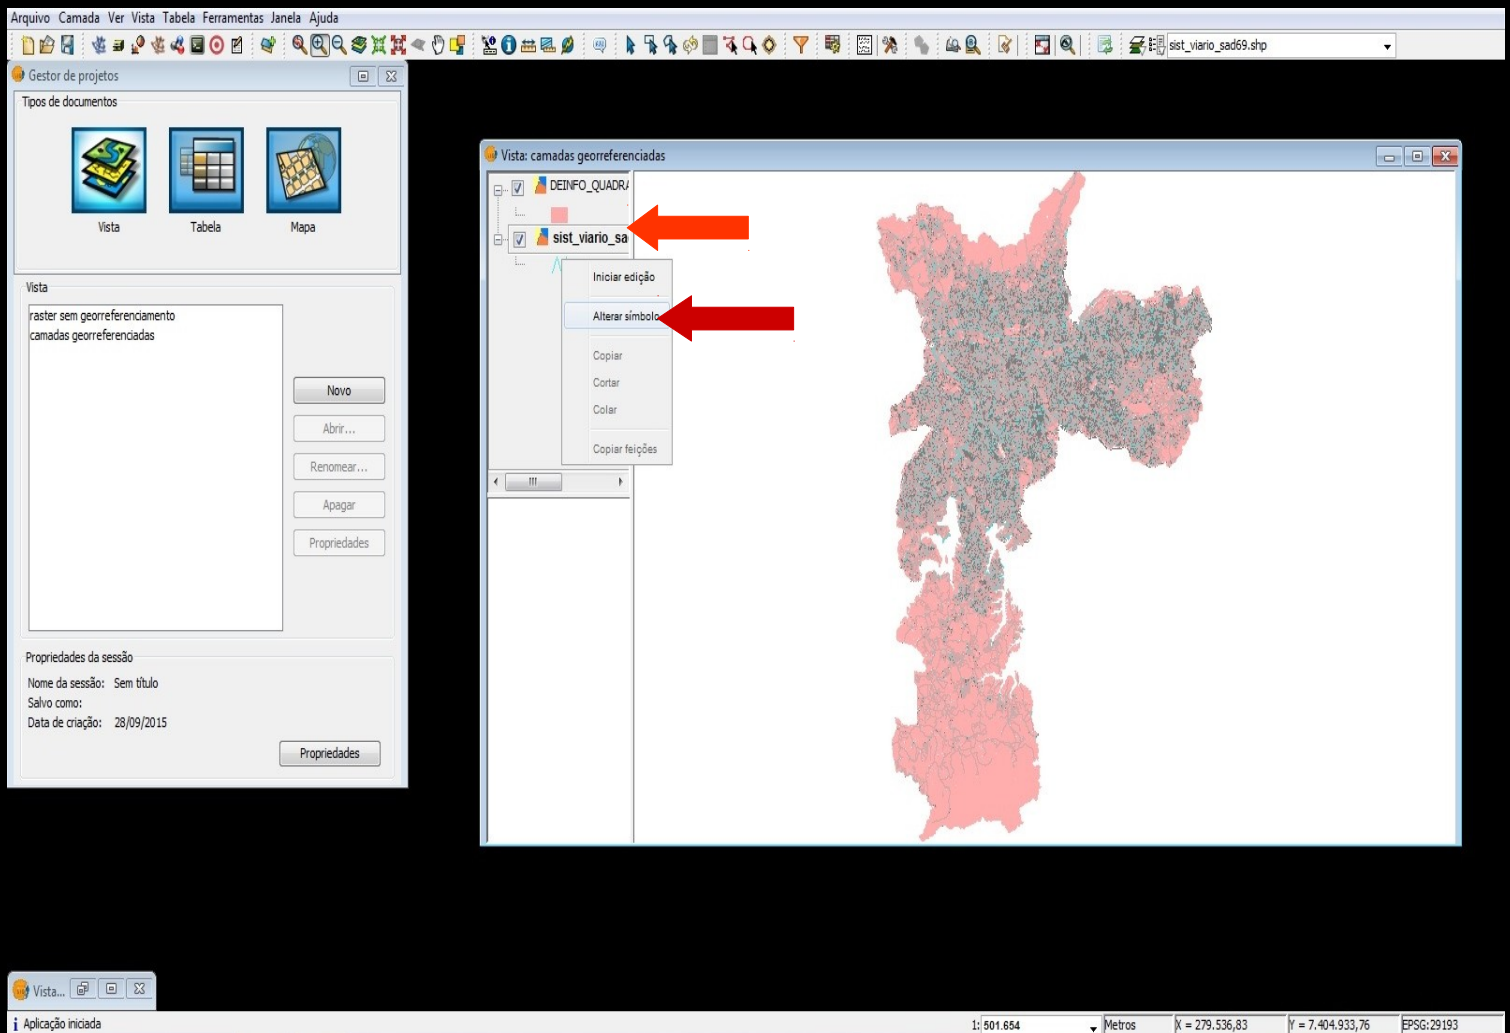 Arquivo Camada Ver Vista Tabela Ferramentas Janela Ajuda
sist_viario_sad69.shp
Gestor de projetos
Tipos de documentos
Vista Tabela Mapa
Vista
raster sem georreferenciamento
camadas georreferenciadas
Novo
Abrir...
Renomear...
Apagar
Propriedades
Propriedades da sessão
Nome da sessão: Sem título
Salvo como:
Data de criação: 28/09/2015
Propriedades
Vista: camadas georreferenciadas
DEINFO_QUADRA
sist_viario_sa
Iniciar edição
Alterar símbolo
Copiar
Cortar
Colar
Copiar feições
Vista...
Aplicação iniciada
1: 501.654 Metros X = 279.536,83 Y = 7.404.933,76 EPSG:29193